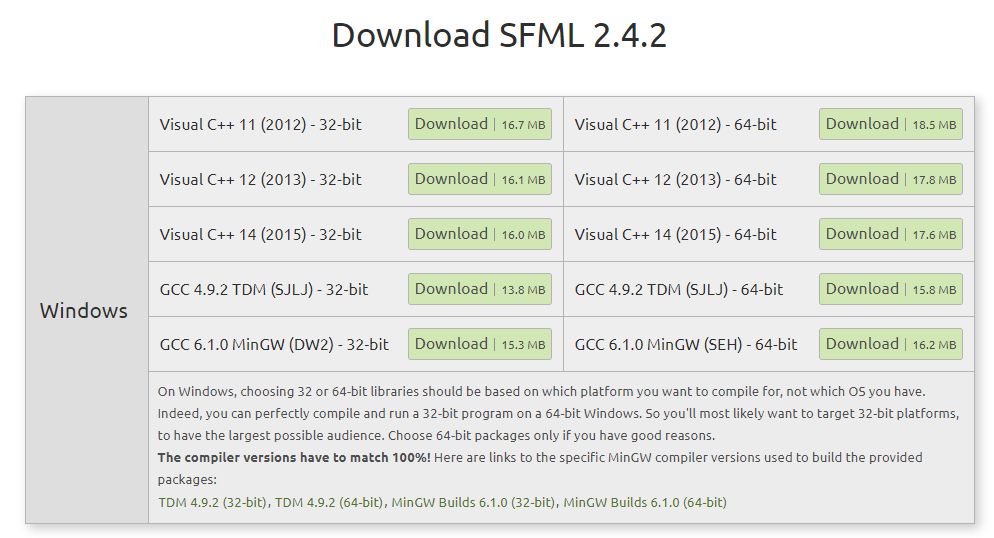 Download SFML 2.4.2
Visual C++ 11 (2012) - 32-bit Download | 16.7 MB Visual C++ 11 (2012) - 64-bit Download | 18.5 MB
Visual C++ 12 (2013) - 32-bit Download | 16.1 MB Visual C++ 12 (2013) - 64-bit Download | 17.8 MB
Visual C++ 14 (2015) - 32-bit Download | 16.0 MB Visual C++ 14 (2015) - 64-bit Download | 17.6 MB
GCC 4.9.2 TDM (SJLJ) - 32-bit Download | 13.8 MB GCC 4.9.2 TDM (SJLJ) - 64-bit Download | 15.8 MB
Windows
GCC 6.1.0 MinGW (DW2) - 32-bit Download | 15.3 MB GCC 6.1.0 MinGW (SEH) - 64-bit Download | 16.2 MB
On Windows, choosing 32 or 64-bit libraries should be based on which platform you want to compile for, not which OS you have.
Indeed, you can perfectly compile and run a 32-bit program on a 64-bit Windows. So you'll most likely want to target 32-bit platforms,
to have the largest possible audience. Choose 64-bit packages only if you have good reasons.
The compiler versions have to match 100%! Here are links to the specific MinGW compiler versions used to build the provided
packages:
TDM 4.9.2 (32-bit), TDM 4.9.2 (64-bit), MinGW Builds 6.1.0 (32-bit), MinGW Builds 6.1.0 (64-bit)